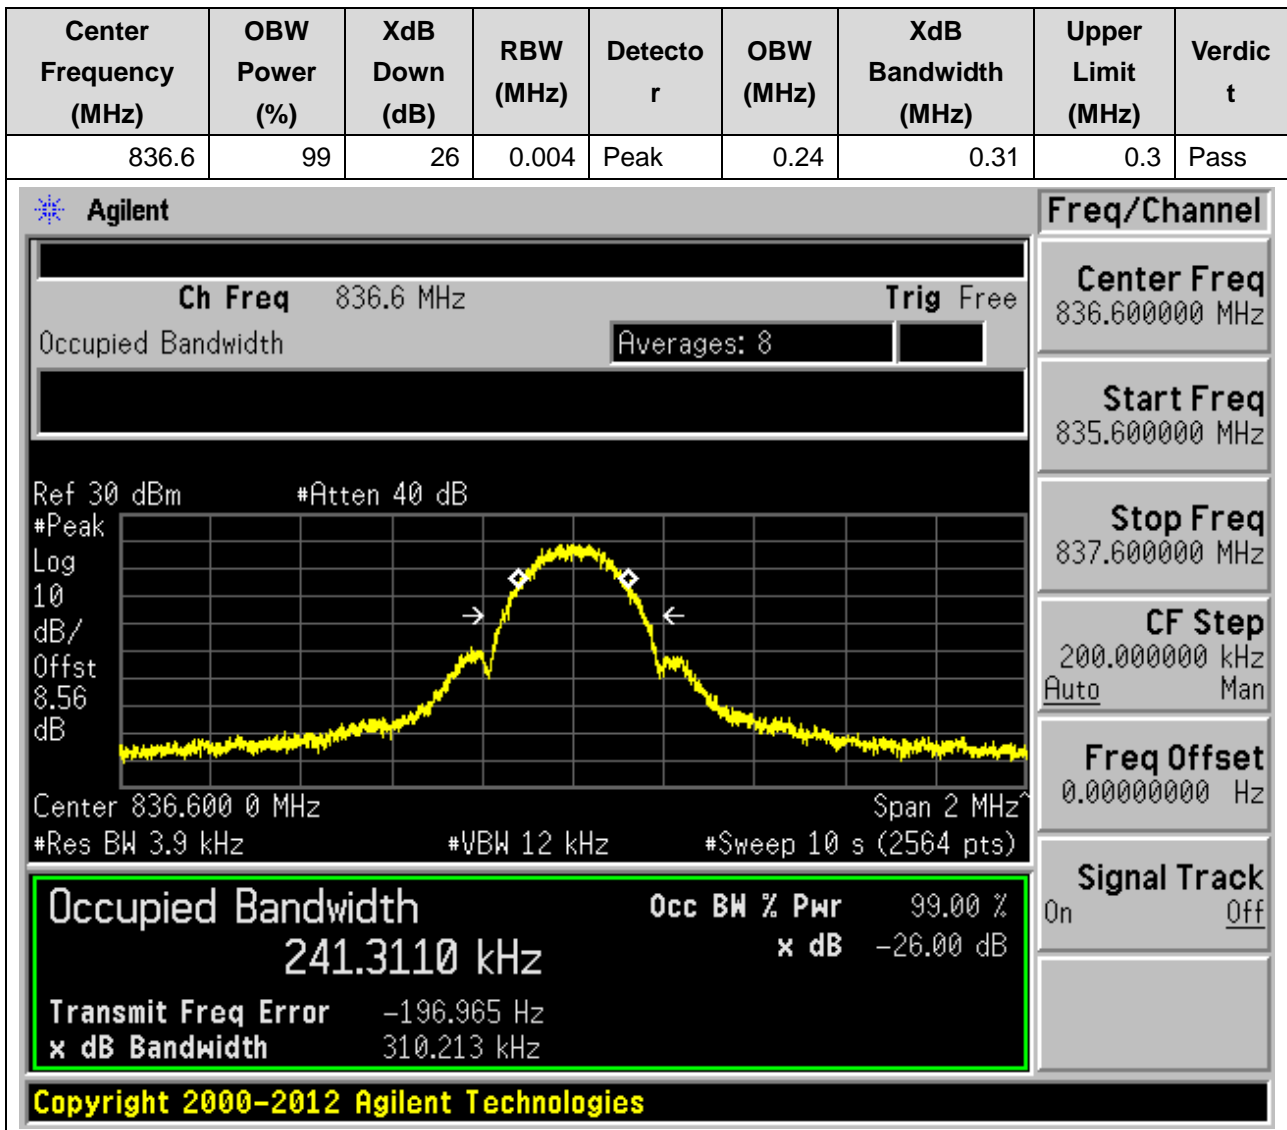 Center Frequency (MHz) OBW Power (%) XdB Down (dB) RBW (MHz) Detecto r OBW (MHz) XdB Bandwidth (MHz) Upper Limit (MHz) Verdic t
836.6 99 26 0.004 Peak 0.24 0.31 0.3 Pass
Agilent
Freq/Channel
Ch Freq 836.6 MHz Trig Free
Occupied Bandwidth Averages: 8
Center Freq
836.600000 MHz
Start Freq
835.600000 MHz
Stop Freq
837.600000 MHz
CF Step
200.000000 kHz
Auto Man
Freq Offset
0.00000000 Hz
Signal Track
On Off
Ref 30 dBm #Atten 40 dB
#Peak
Log
10
dB/
Offst
8.56
dB
Center 836.600 0 MHz Span 2 MHz^
#Res BW 3.9 kHz #VBW 12 kHz #Sweep 10 s (2564 pts)
Occupied Bandwidth Occ BW % Pwr 99.00 %
241.3110 kHz x dB -26.00 dB
Transmit Freq Error -196.965 Hz
x dB Bandwidth 310.213 kHz
Copyright 2000-2012 Agilent Technologies